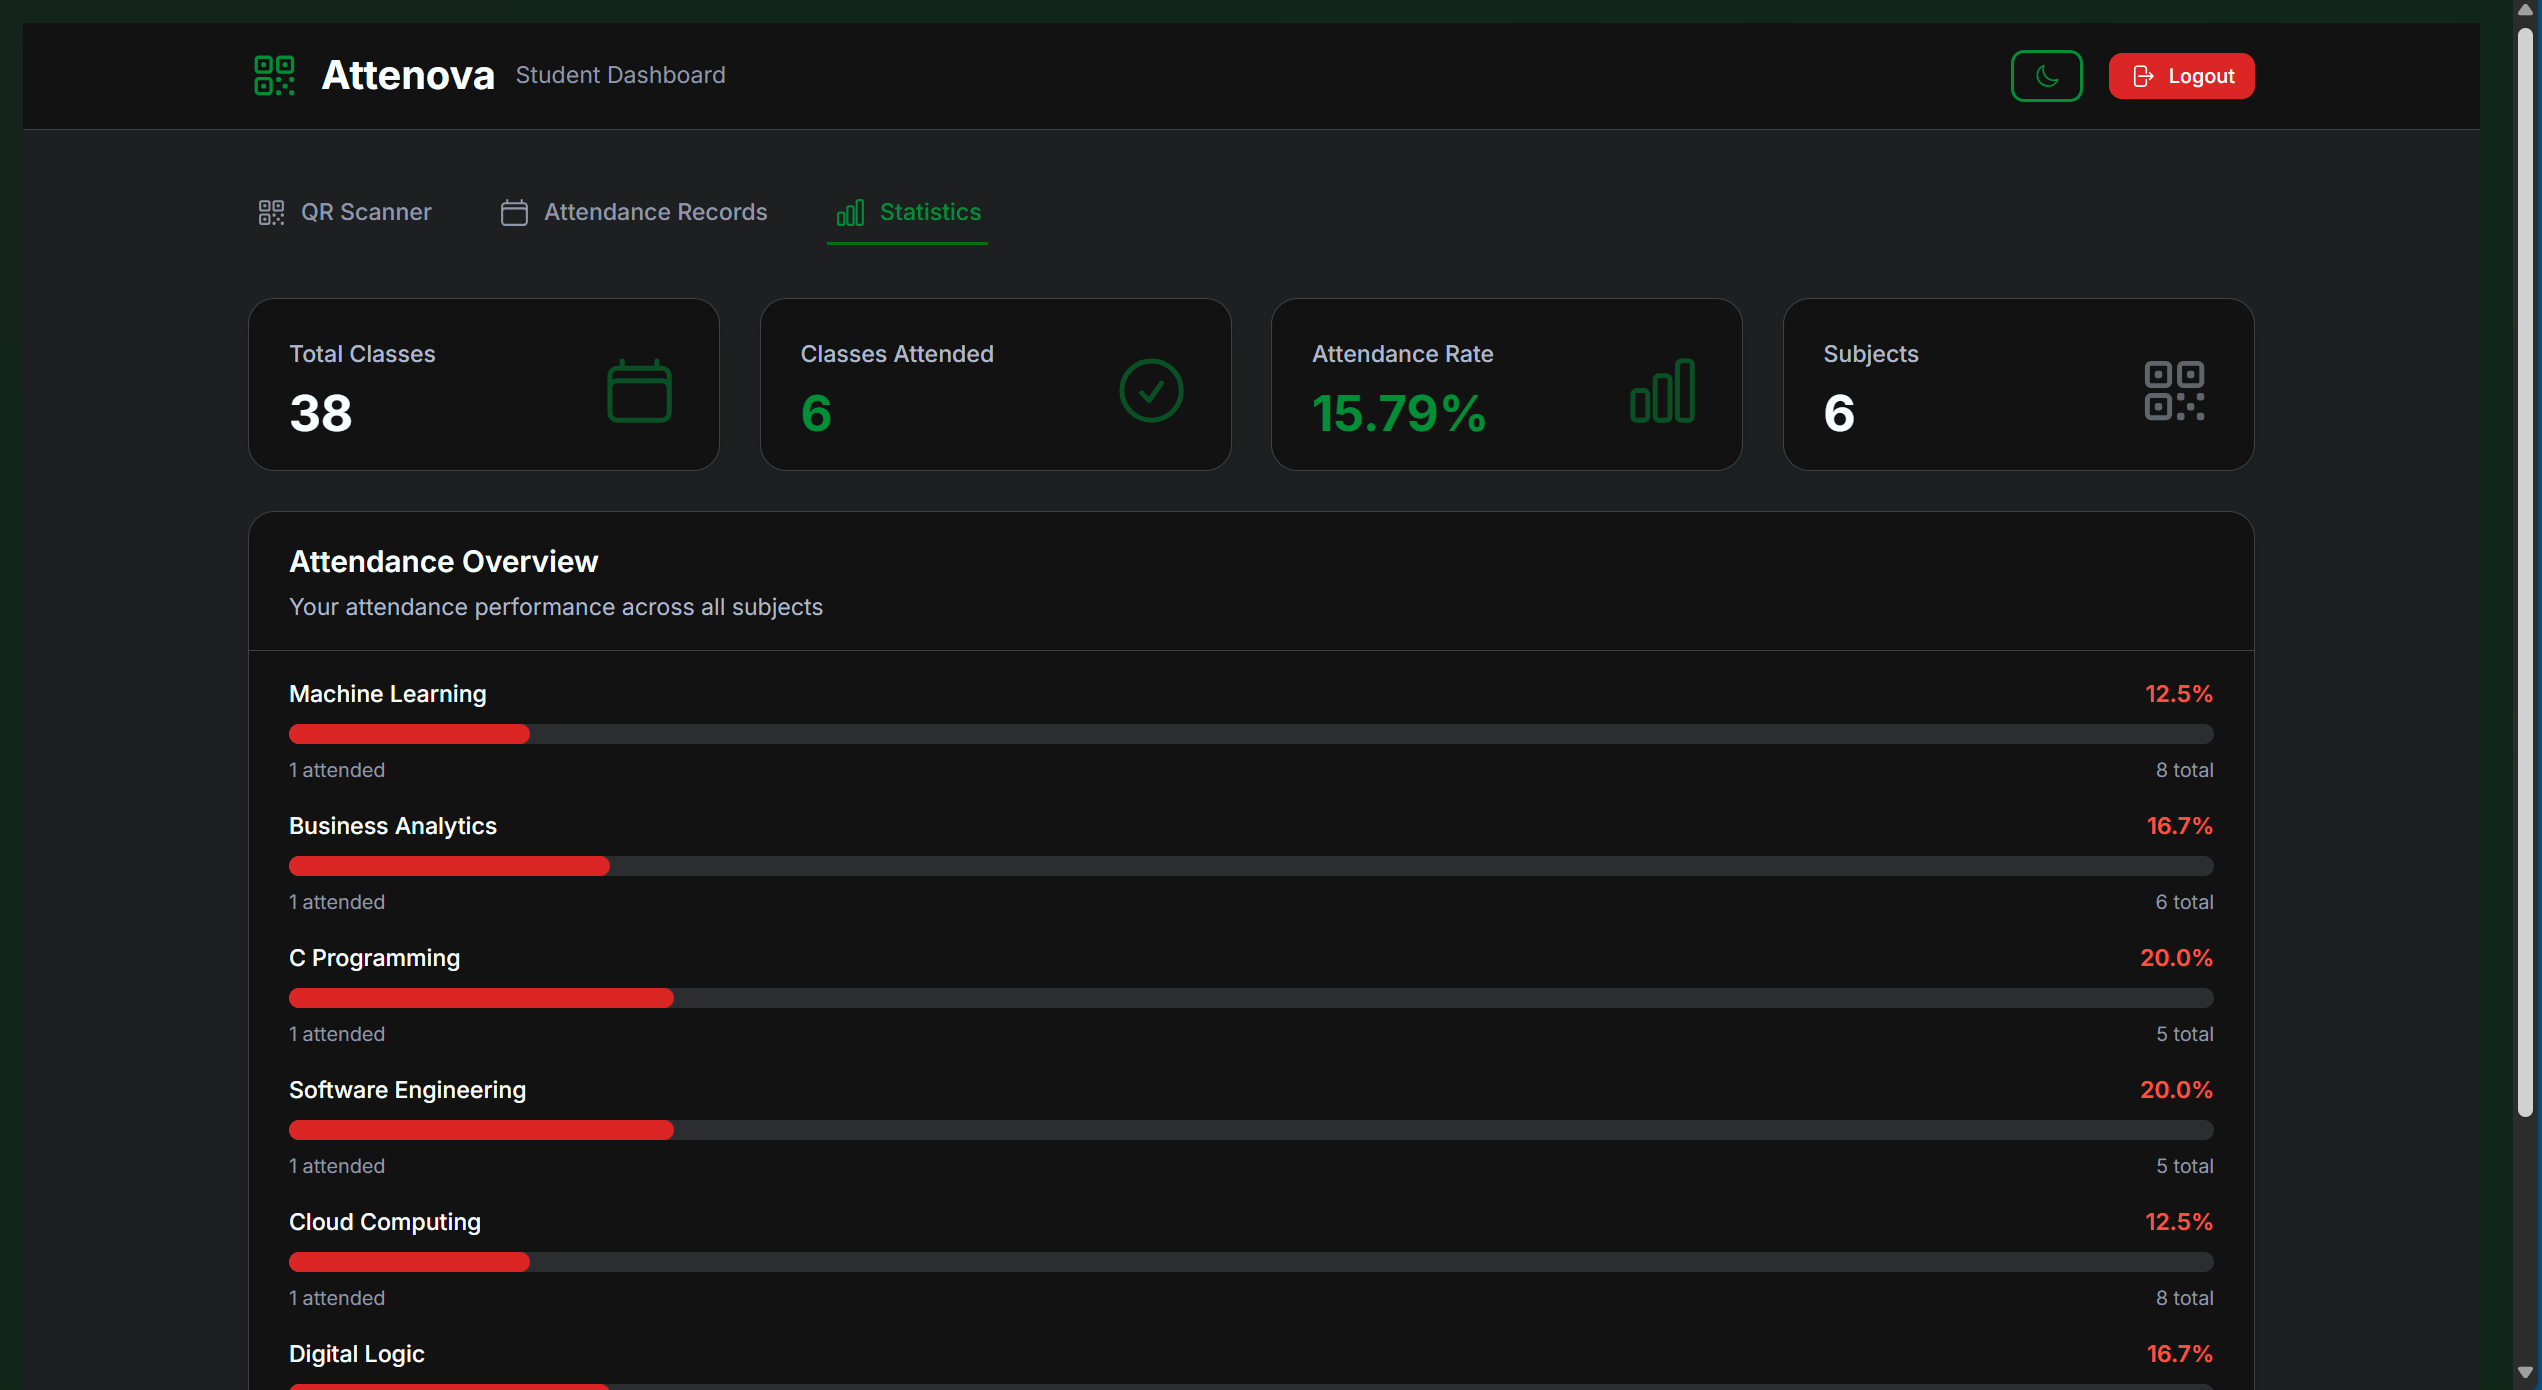 Attenova Student Dashboard
Logout
QR Scanner Attendance Records Statistics
Total Classes
38
Classes Attended
6
Attendance Rate
15.79%
Subjects
6
Attendance Overview
Your attendance performance across all subjects
Machine Learning 12.5%
1 attended 8 total
Business Analytics 16.7%
1 attended 6 total
C Programming 20.0%
1 attended 5 total
Software Engineering 20.0%
1 attended 5 total
Cloud Computing 12.5%
1 attended 8 total
Digital Logic 16.7%